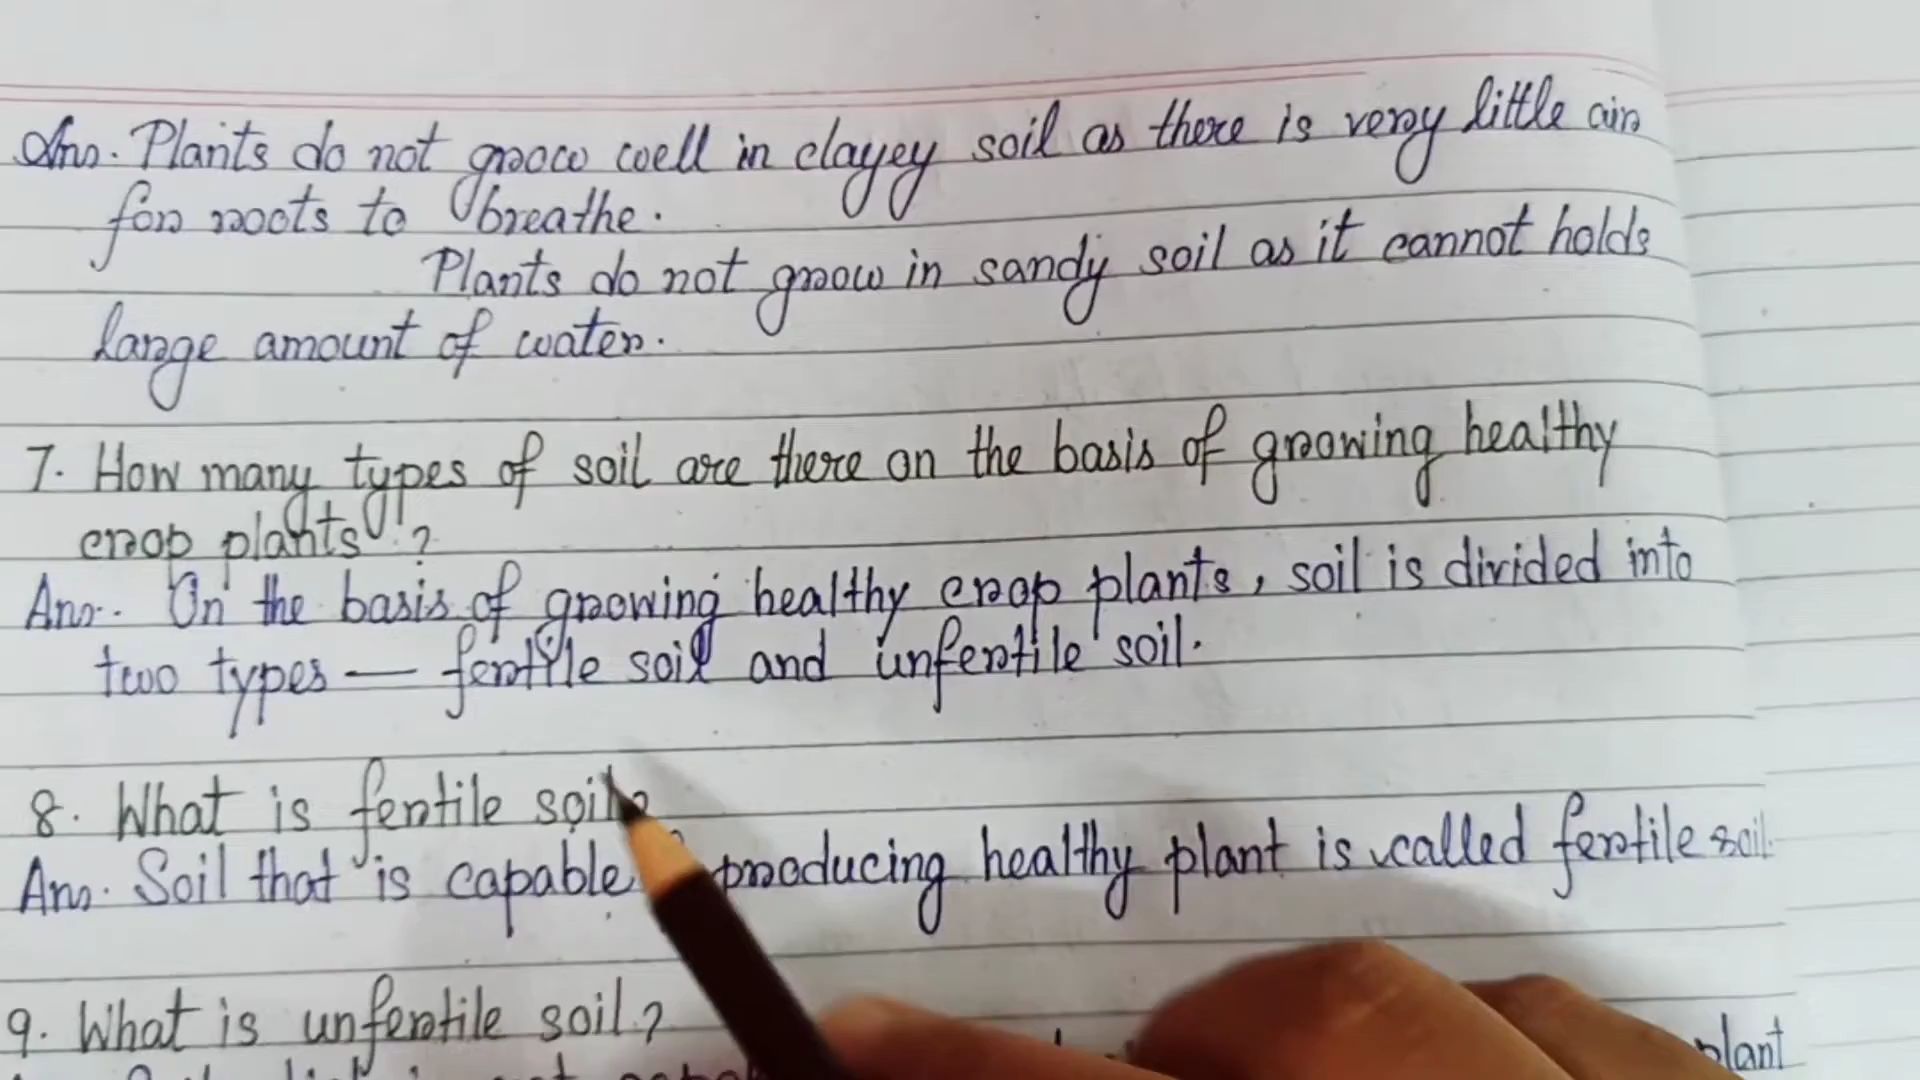 Ans. Plants do not grow well in clayey soil as there is very little air
for roots to breathe.
Plants do not grow in sandy soil as it cannot holds
large amount of water.
7. How many types of soil are there on the basis of growing healthy
crop plants?
Ans. On the basis of growing healthy crop plants, soil is divided into
two types — fertile soil and unfertile soil.
8. What is fertile soil?
Ans. Soil that is capable producing healthy plant is called fertile soil.
9. What is unfertile soil?
plant